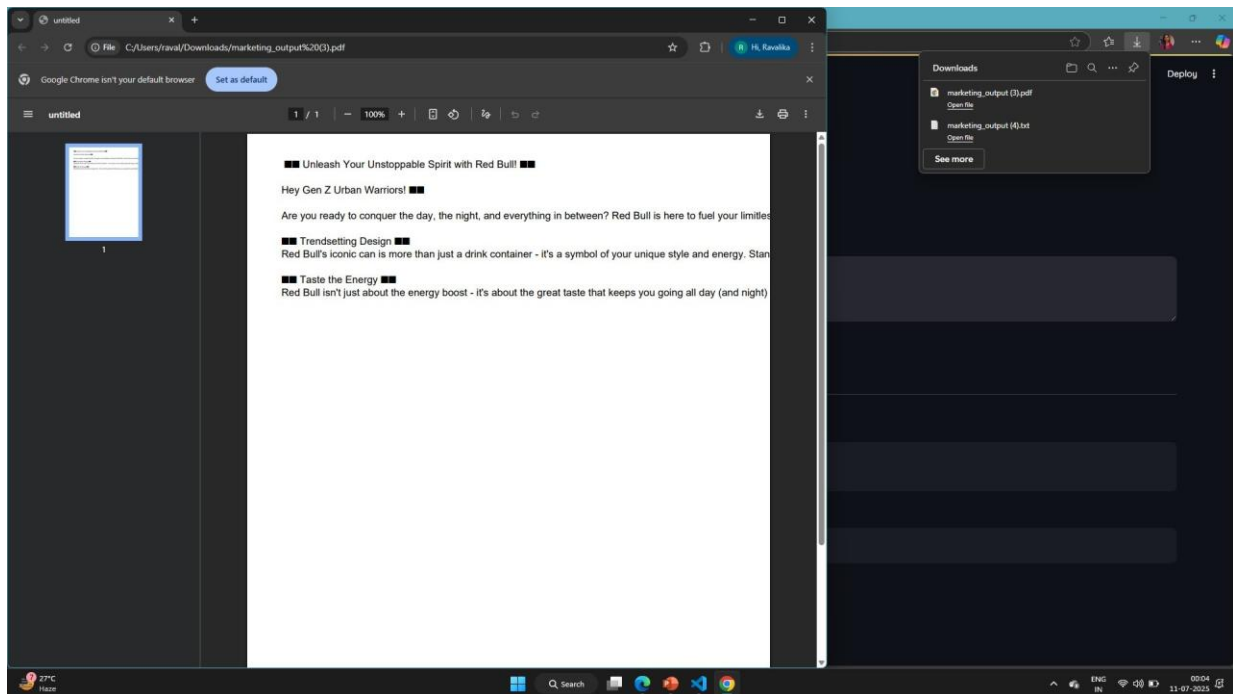 untitled
File
C:/Users/raval/Downloads/marketing_output%20(3).pdf
Hi, Ravalika
R
Google Chrome isn't your default browser
Set as default
untitled
1 / 1
100%
1
■■ Unleash Your Unstoppable Spirit with Red Bull! ■■
Hey Gen Z Urban Warriors! ■■
Are you ready to conquer the day, the night, and everything in between? Red Bull is here to fuel your limitles
■■ Trendsetting Design ■■
Red Bull's iconic can is more than just a drink container - it's a symbol of your unique style and energy. Stan
■■ Taste the Energy ■■
Red Bull isn't just about the energy boost - it's about the great taste that keeps you going all day (and night)
Downloads
marketing_output (3).pdf
Open file
marketing_output (4).txt
Open file
See more
Deploy
7
27°C
Haze
Search
ENG
IN
00:04
11-07-2025